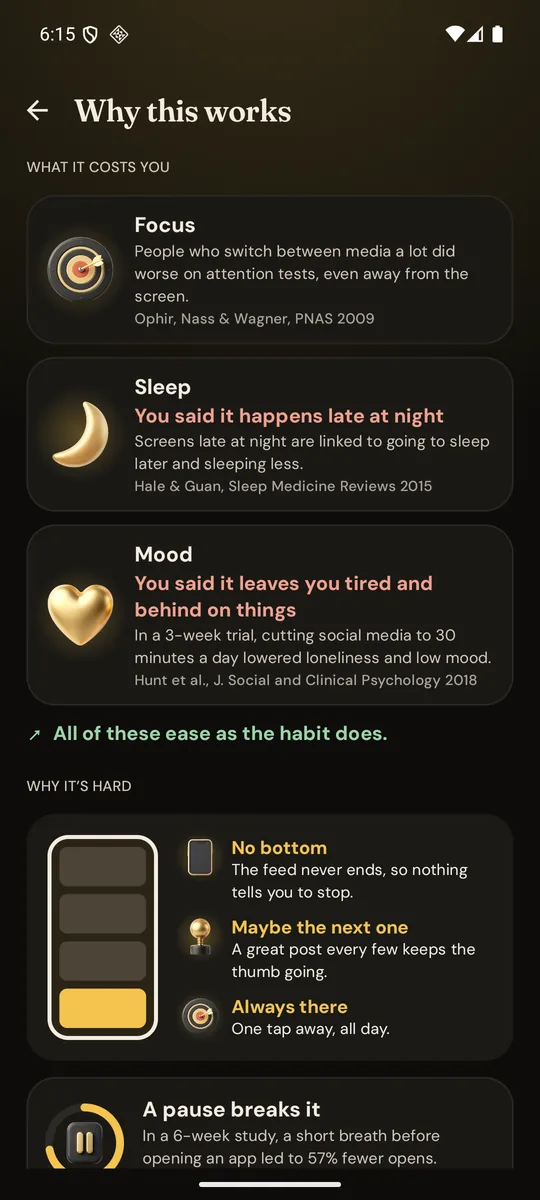 6:15
Why this works
WHAT IT COSTS YOU
Focus
People who switch between media a lot did
worse on attention tests, even away from the
screen.
Ophir, Nass & Wagner, PNAS 2009
Sleep
You said it happens late at night
Screens late at night are linked to going to sleep
later and sleeping less.
Hale & Guan, Sleep Medicine Reviews 2015
Mood
You said it leaves you tired and
behind on things
In a 3-week trial, cutting social media to 30
minutes a day lowered loneliness and low mood.
Hunt et al., J. Social and Clinical Psychology 2018
All of these ease as the habit does.
WHY IT'S HARD
No bottom
The feed never ends, so nothing
tells you to stop.
Maybe the next one
A great post every few keeps the
thumb going.
Always there
One tap away, all day.
A pause breaks it
In a 6-week study, a short breath before
opening an app led to 57% fewer opens.